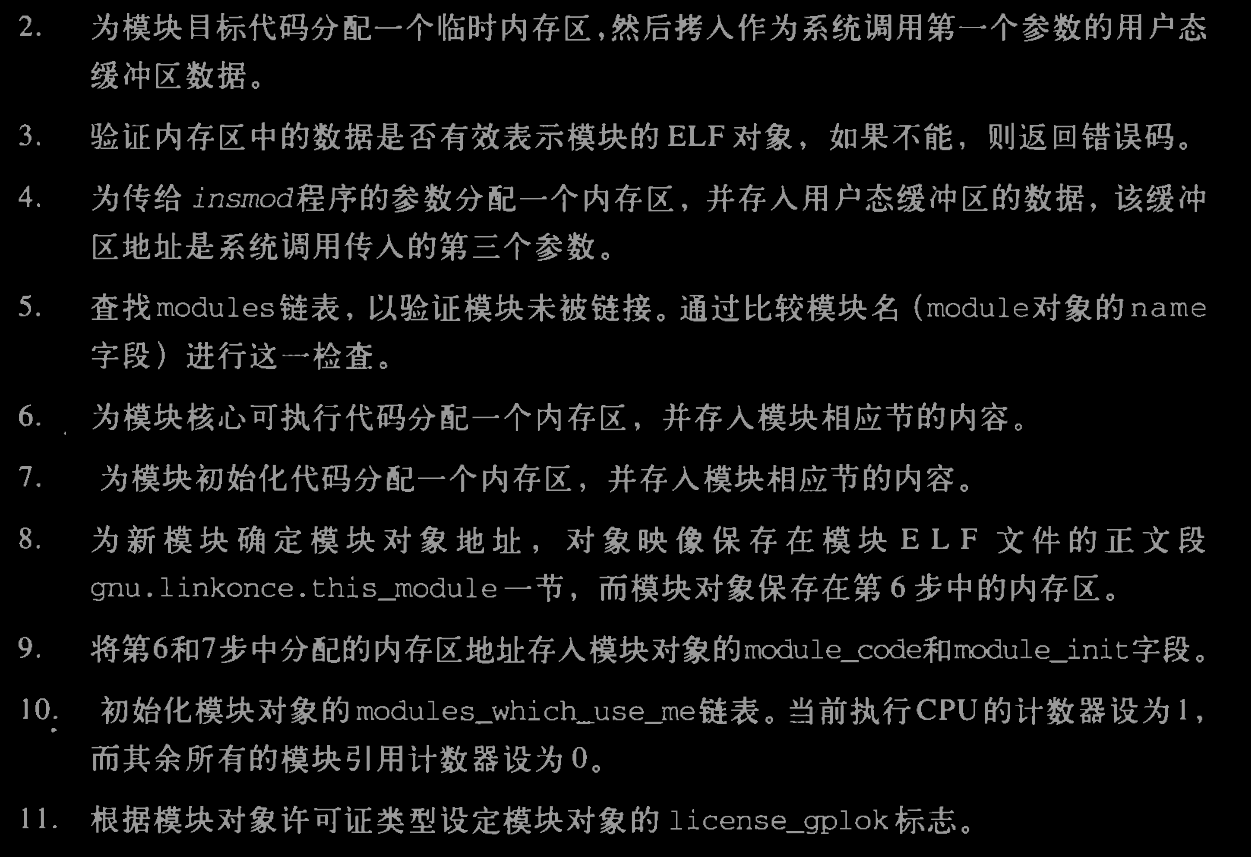 2. 为模块目标代码分配一个临时内存区,然后拷入作为系统调用第一个参数的用户态
缓冲区数据。
3. 验证内存区中的数据是否有效表示模块的 ELF 对象，如果不能，则返回错误码。
4. 为传给 insmod程序的参数分配一个内存区，并存入用户态缓冲区的数据，该缓冲
区地址是系统调用传入的第三个参数。
5. 查找modules链表，以验证模块未被链接。通过比较模块名（module对象的name
字段）进行这一检查。
6. 为模块核心可执行代码分配一个内存区，并存入模块相应节的内容。
7. 为模块初始化代码分配一个内存区，并存入模块相应节的内容。
8. 为新模块确定模块对象地址，对象映像保存在模块 ELF 文件的正文段
gnu.linkonce.this_module一节，而模块对象保存在第 6 步中的内存区。
9. 将第6和7步中分配的内存区地址存入模块对象的module_code和module_init字段。
10. 初始化模块对象的modules_which_use_me链表。当前执行CPU的计数器设为1，
而其余所有的模块引用计数器设为 0。
11. 根据模块对象许可证类型设定模块对象的 license_gplok标志。